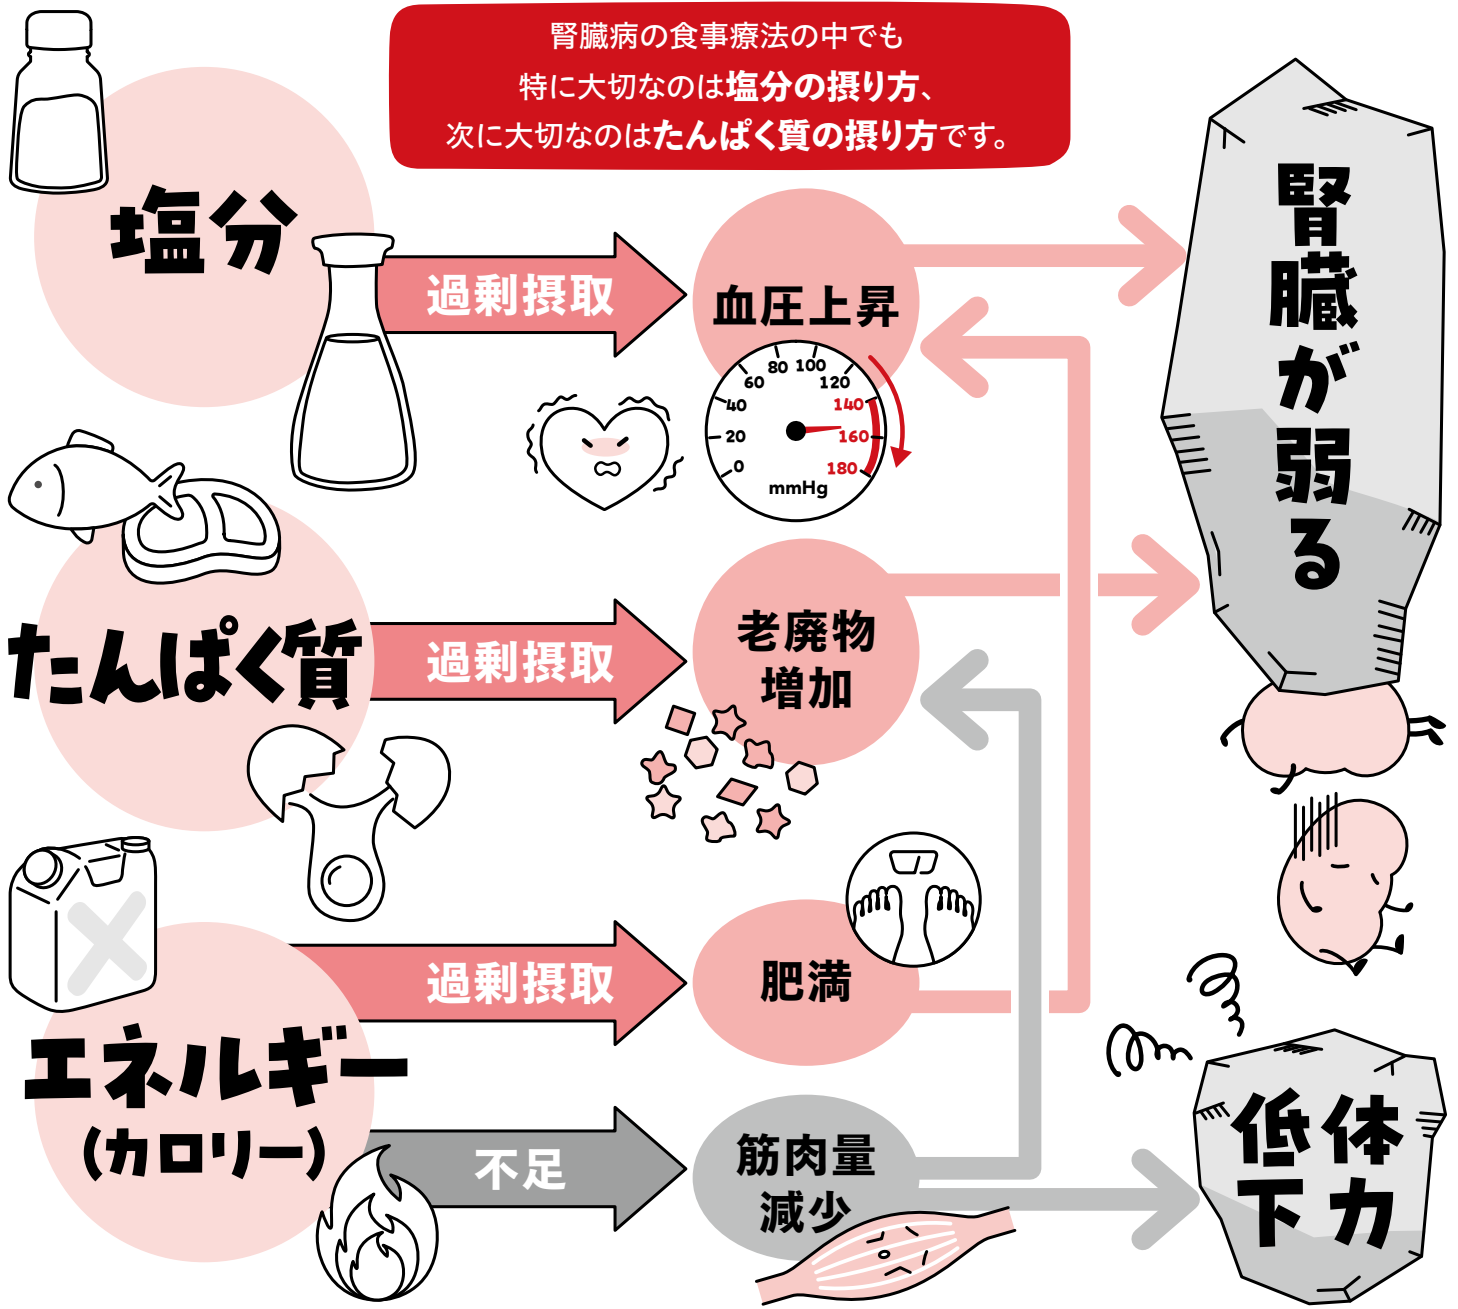 腎臓病の食事療法の中でも
特に大切なのは塩分の摂り方、
次に大切なのはたんぱく質の摂り方です。
塩分
過剰摂取
血圧上昇
0
20
40
60
80
100
120
140
160
180
mmHg
腎臓が弱る
たんぱく質
過剰摂取
老廃物
増加
エネルギー
(カロリー)
過剰摂取
肥満
不足
筋肉量
減少
体力
低下